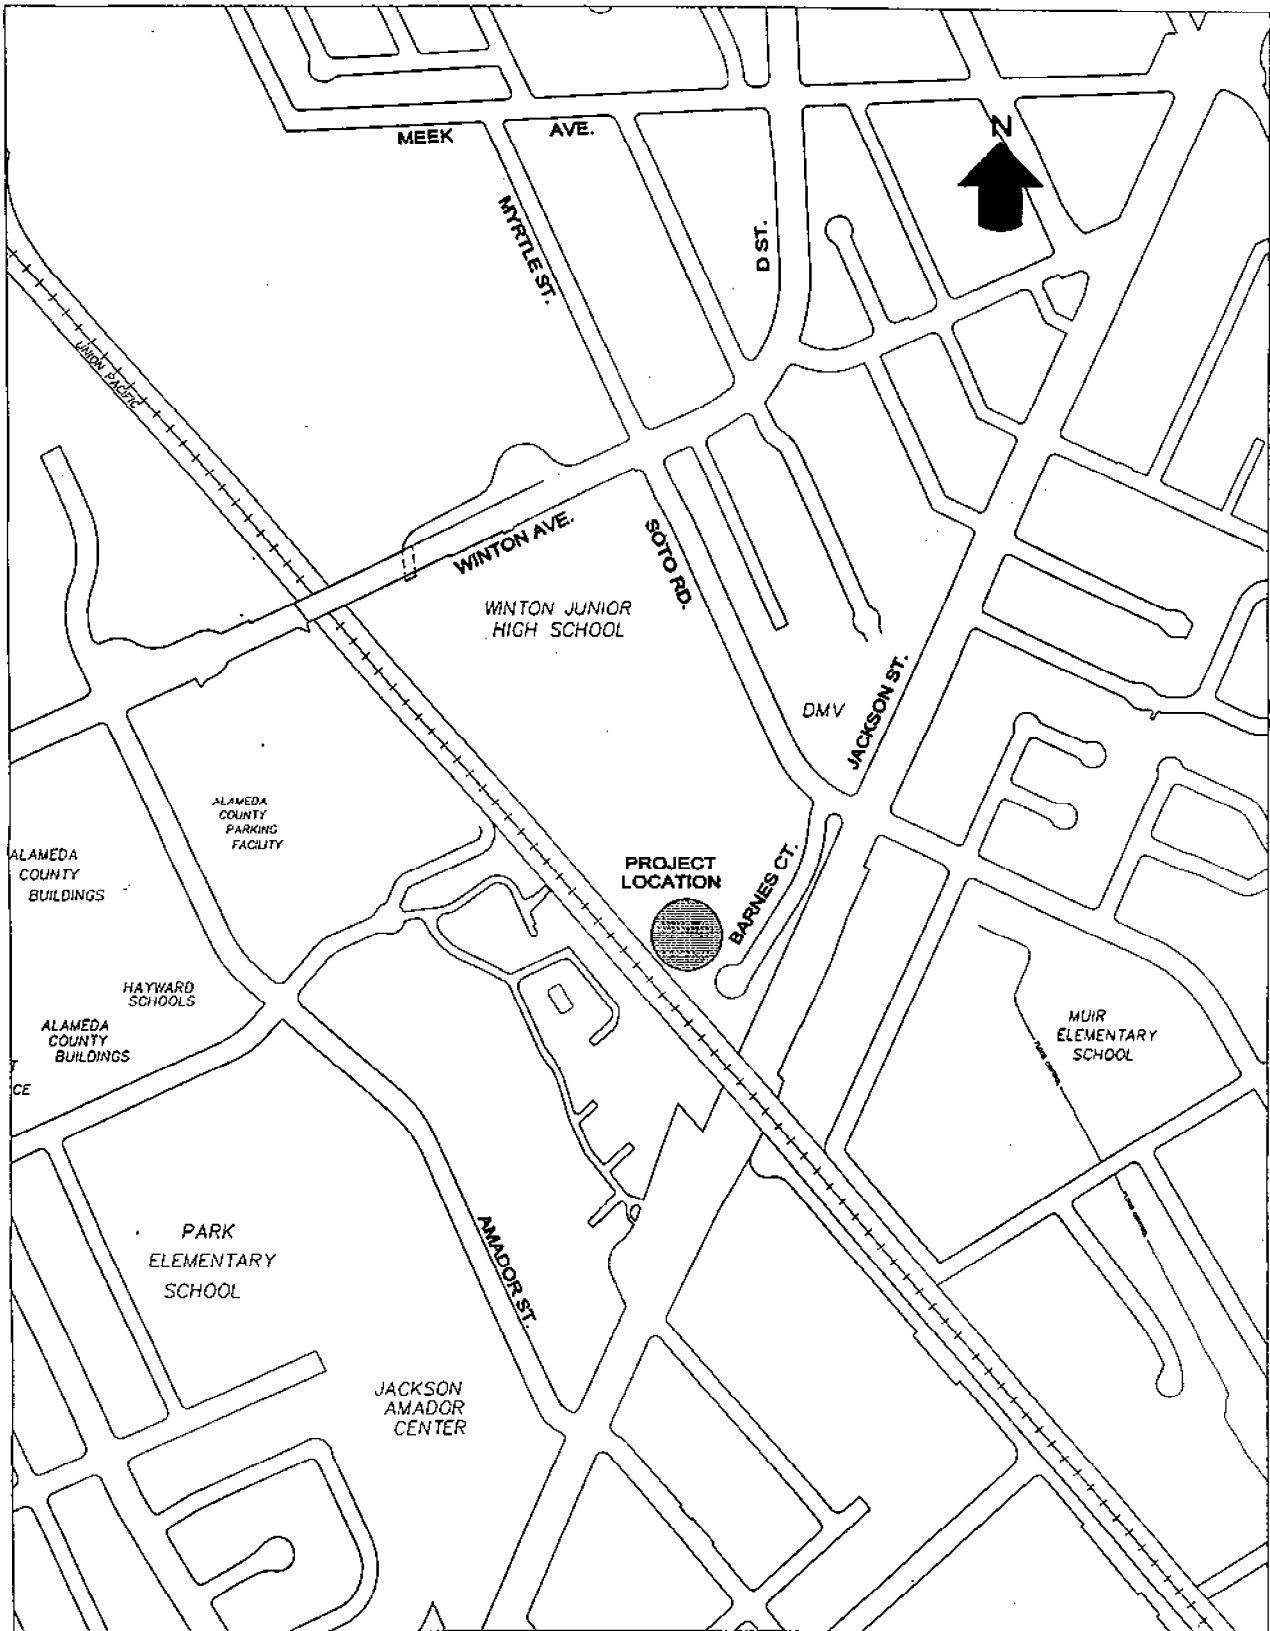 N
MEEK AVE.
MYRTLE ST.
D ST.
UNION PACIFIC
WINTON AVE.
SOTO RD.
WINTON JUNIOR
HIGH SCHOOL
DMV
JACKSON ST.
ALAMEDA
COUNTY
PARKING
FACILITY
ALAMEDA
COUNTY
BUILDINGS
PROJECT
LOCATION
BARNES CT.
HAYWARD
SCHOOLS
ALAMEDA
COUNTY
BUILDINGS
T
CE
MUIR
ELEMENTARY
SCHOOL
PARK
ELEMENTARY
SCHOOL
AMADOR ST.
JACKSON
AMADOR
CENTER